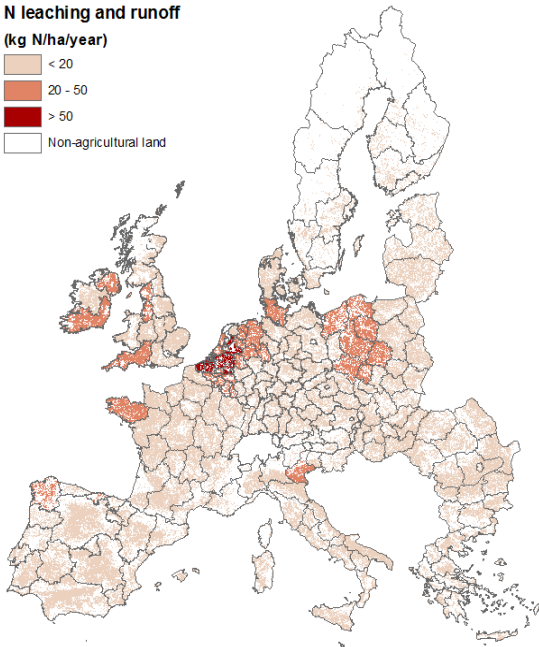 N leaching and runoff
(kg N/ha/year)
< 20
20 - 50
> 50
Non-agricultural land